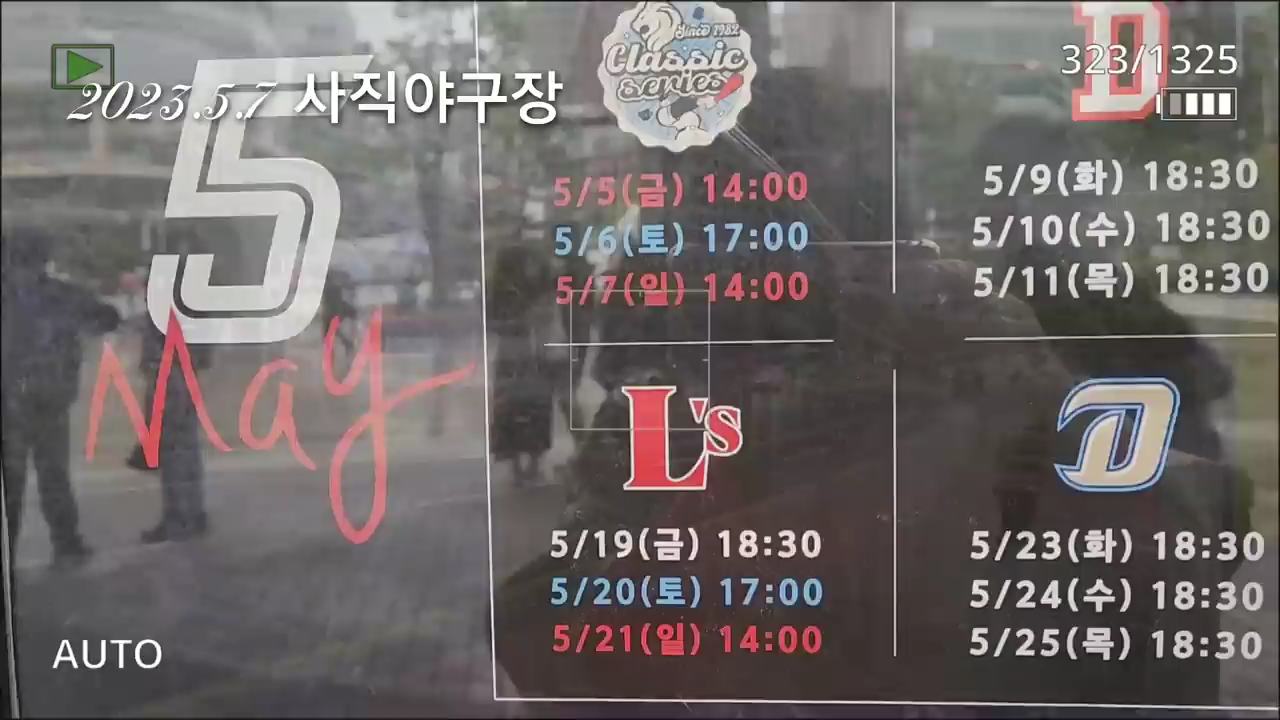 2023.5.7 사직야구장
323/1325
5
May
Since 1982
Classic
series
5/5(금) 14:00
5/6(토) 17:00
5/7(일) 14:00
D
5/9(화) 18:30
5/10(수) 18:30
5/11(목) 18:30
L's
5/19(금) 18:30
5/20(토) 17:00
5/21(일) 14:00
D
5/23(화) 18:30
5/24(수) 18:30
5/25(목) 18:30
AUTO